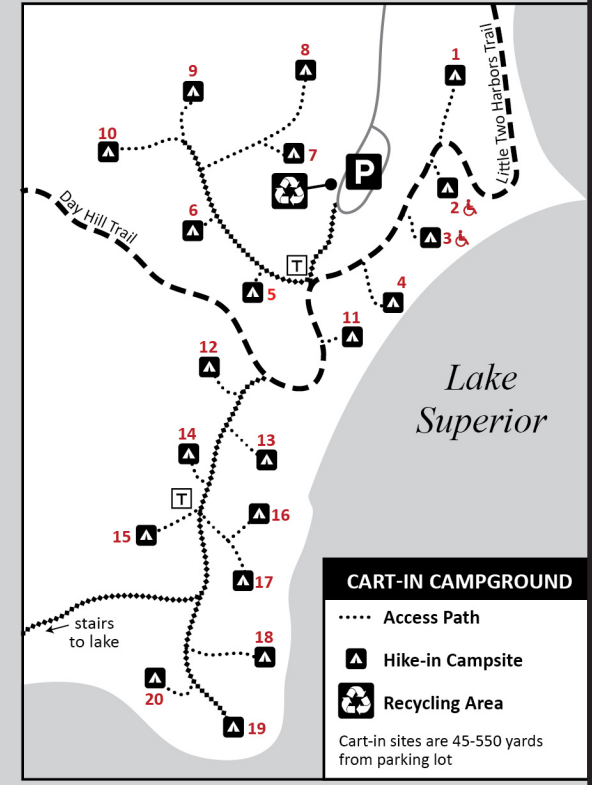 1
Little Two Harbors Trail
8
9
10
7
P
2
6
3
Day Hill Trail
T
5
4
11
12
Lake
Superior
14
13
T
16
15
17
CART-IN CAMPGROUND
Access Path
stairs
to lake
18
Hike-in Campsite
20
Recycling Area
19
Cart-in sites are 45-550 yards
from parking lot